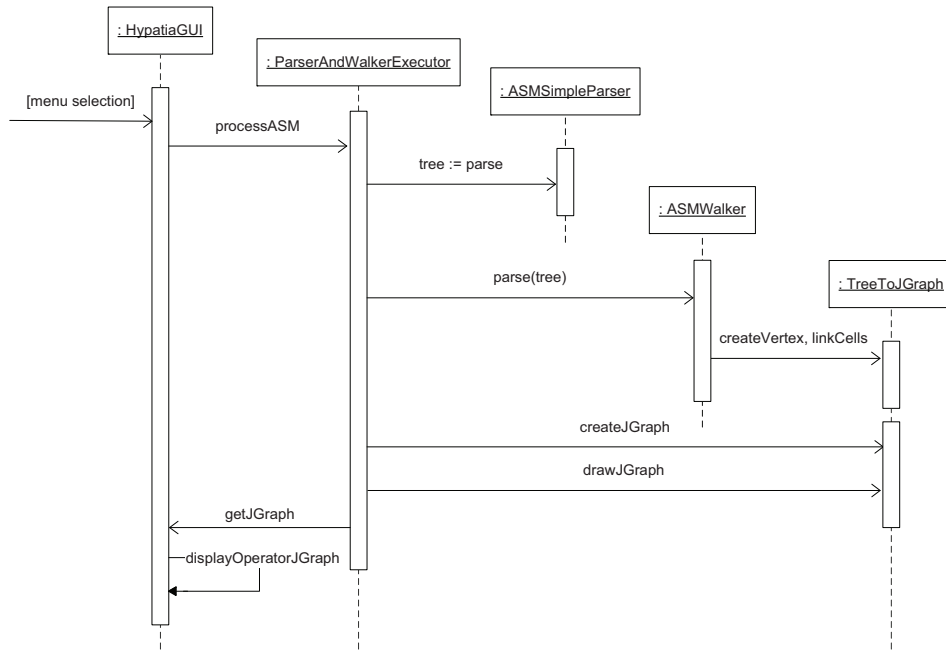 : HypatiaGUI
: ParserAndWalkerExecutor
: ASMSimpleParser
[menu selection]
processASM
tree := parse
: ASMWalker
parse(tree)
: TreeToJGraph
createVertex, linkCells
createJGraph
drawJGraph
getJGraph
displayOperatorJGraph